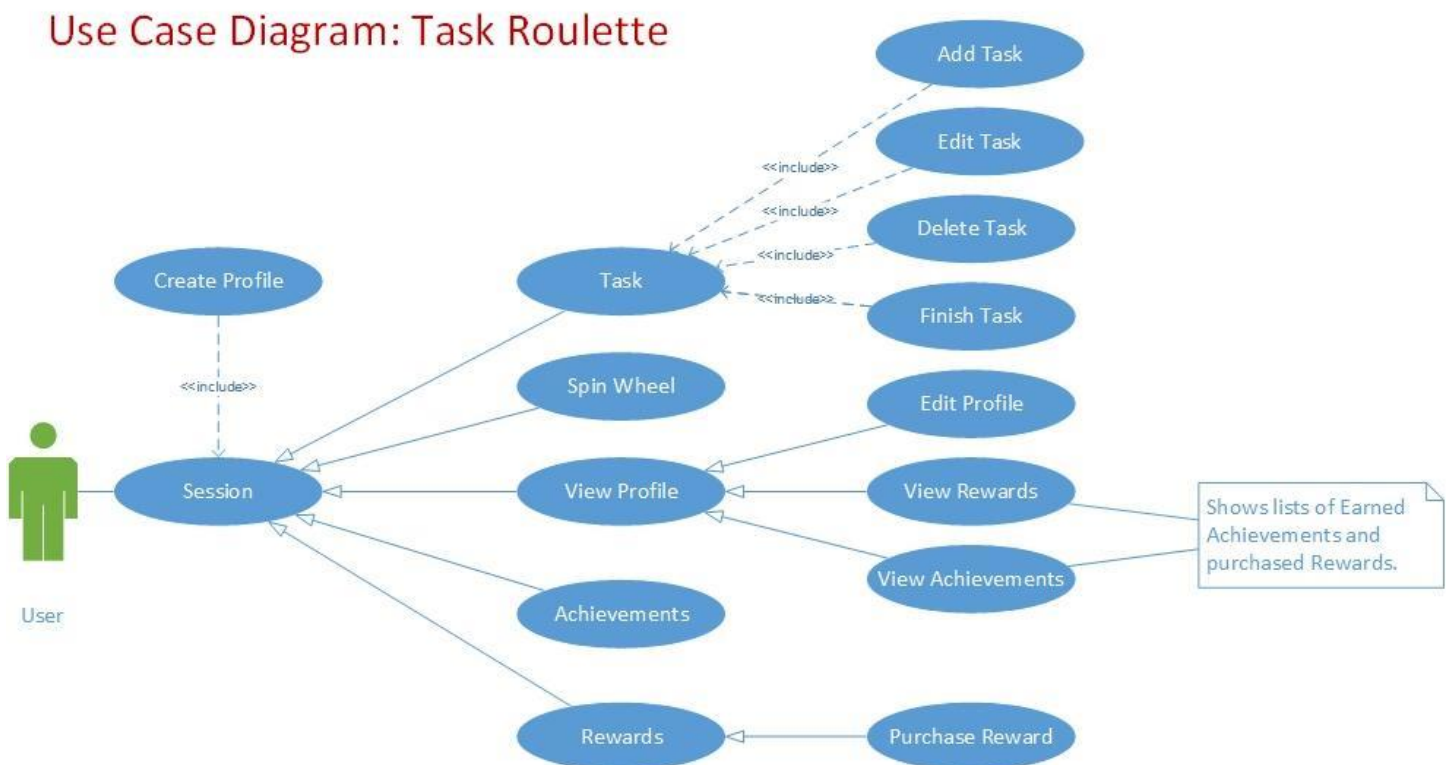 Use Case Diagram: Task Roulette
Add Task
Edit Task
<<include>>
<<include>>
Delete Task
<<include>>
Create Profile
Task
<<include>>
Finish Task
<<include>>
Spin Wheel
Edit Profile
Session
View Profile
View Rewards
Shows lists of Earned
Achievements and
purchased Rewards.
View Achievements
Achievements
User
Rewards
Purchase Reward